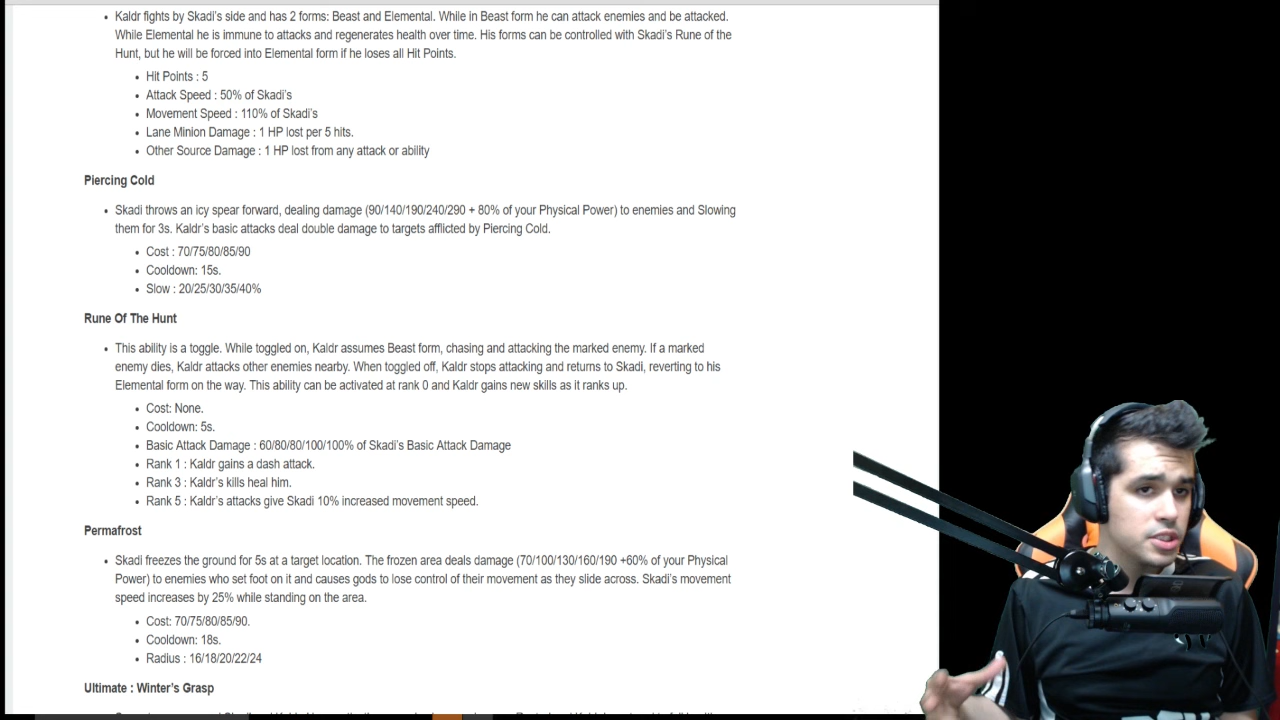 Kaldr fights by Skadi's side and has 2 forms: Beast and Elemental. While in Beast form he can attack enemies and be attacked.
While Elemental he is immune to attacks and regenerates health over time. His forms can be controlled with Skadi's Rune of the
Hunt, but he will be forced into Elemental form if he loses all Hit Points.
Hit Points : 5
Attack Speed : 50% of Skadi's
Movement Speed : 110% of Skadi's
Lane Minion Damage : 1 HP lost per 5 hits.
Other Source Damage : 1 HP lost from any attack or ability
Piercing Cold
Skadi throws an icy spear forward, dealing damage (90/140/190/240/290 + 80% of your Physical Power) to enemies and Slowing
them for 3s. Kaldr's basic attacks deal double damage to targets afflicted by Piercing Cold.
Cost : 70/75/80/85/90
Cooldown: 15s.
Slow : 20/25/30/35/40%
Rune Of The Hunt
This ability is a toggle. While toggled on, Kaldr assumes Beast form, chasing and attacking the marked enemy. If a marked
enemy dies, Kaldr attacks other enemies nearby. When toggled off, Kaldr stops attacking and returns to Skadi, reverting to his
Elemental form on the way. This ability can be activated at rank 0 and Kaldr gains new skills as it ranks up.
Cost: None.
Cooldown: 5s.
Basic Attack Damage : 60/80/80/100/100% of Skadi's Basic Attack Damage
Rank 1 : Kaldr gains a dash attack.
Rank 3 : Kaldr's kills heal him.
Rank 5 : Kaldr's attacks give Skadi 10% increased movement speed.
Permafrost
Skadi freezes the ground for 5s at a target location. The frozen area deals damage (70/100/130/160/190 +60% of your Physical
Power) to enemies who set foot on it and causes gods to lose control of their movement as they slide across. Skadi's movement
speed increases by 25% while standing on the area.
Cost: 70/75/80/85/90.
Cooldown: 18s.
Radius : 16/18/20/22/24
Ultimate : Winter's Grasp